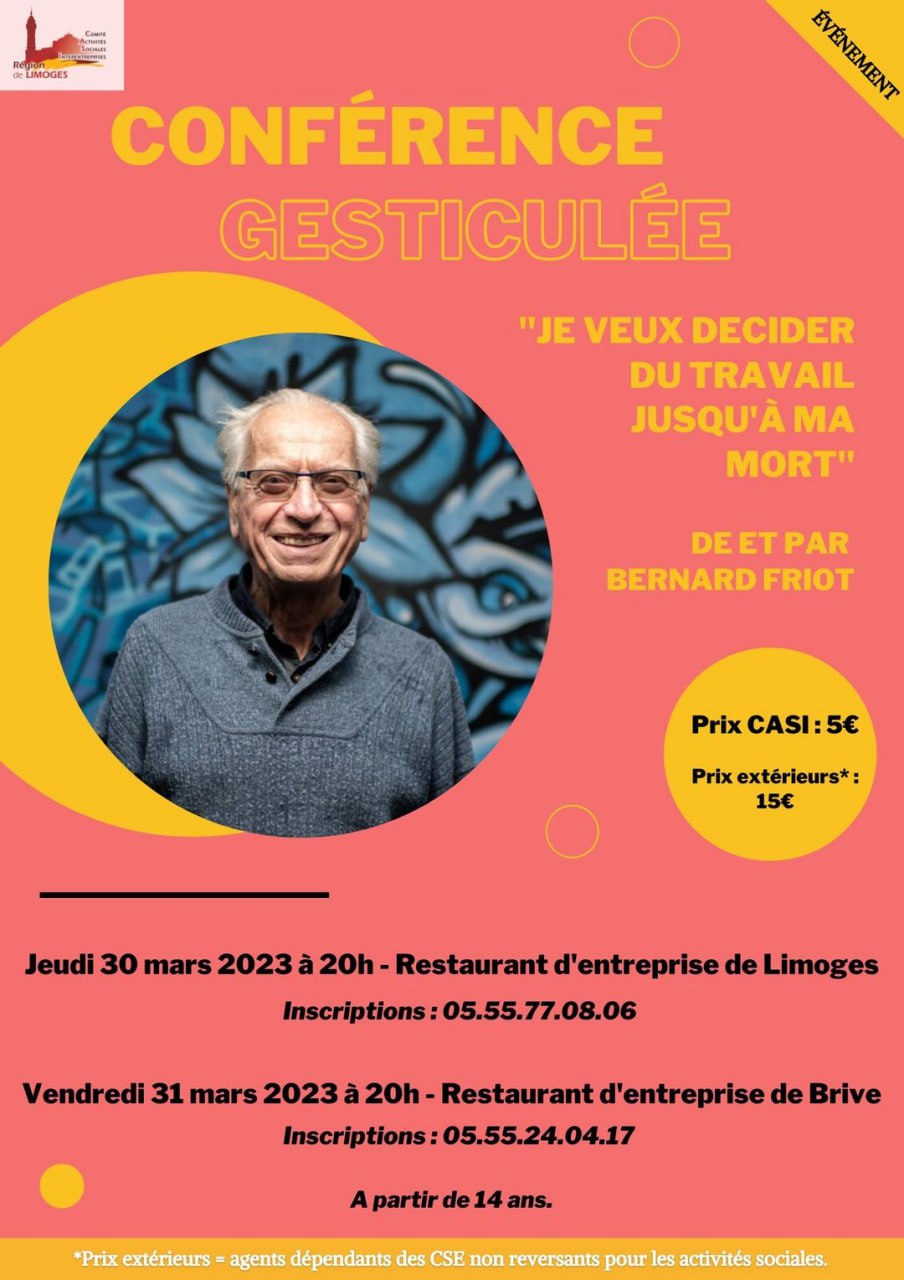 Comité
Activités
Sociales
Interentreprises
Région
de LIMOGES
ÉVÉNEMENT
CONFÉRENCE
GESTICULÉE
"JE VEUX DECIDER
DU TRAVAIL
JUSQU'À MA
MORT"
DE ET PAR
BERNARD FRIOT
Prix CASI : 5€
Prix extérieurs* :
15€
Jeudi 30 mars 2023 à 20h - Restaurant d'entreprise de Limoges
Inscriptions : 05.55.77.08.06
Vendredi 31 mars 2023 à 20h - Restaurant d'entreprise de Brive
Inscriptions : 05.55.24.04.17
A partir de 14 ans.
*Prix extérieurs = agents dépendants des CSE non reversants pour les activités sociales.